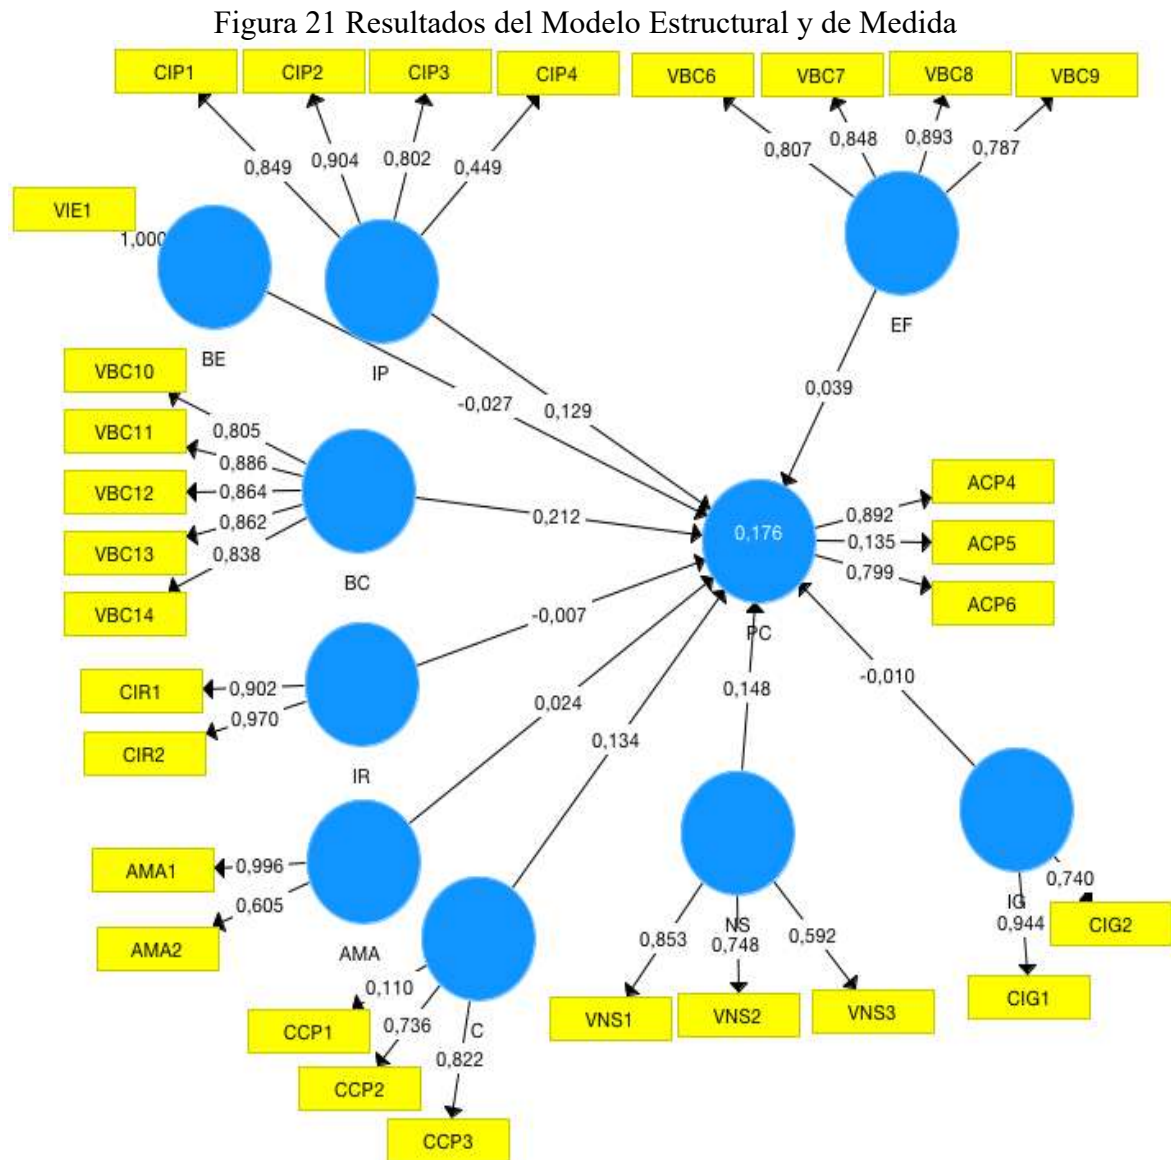 Figura 21 Resultados del Modelo Estructural y de Medida
CIP1 CIP2 CIP3 CIP4 VBC6 VBC7 VBC8 VBC9
0,849 0,904 0,802 0,449 0,807 0,848 0,893 0,787
VIE1
1,000
BE IP EF
-0,027 0,129 0,039
VBC10
VBC11
VBC12
VBC13
VBC14
0,805
0,886
0,864
0,862
0,838
BC
0,212
0,176
PC
0,892
0,135
0,799
ACP4
ACP5
ACP6
-0,007
CIR1 0,902
CIR2 0,970
IR
0,024
0,134
0,148
-0,010
AMA1 0,996
AMA2 0,605
AMA
NS
0,853 0,748 0,592
VNS1 VNS2 VNS3
IG
0,740
0,944
CIG2
CIG1
C
0,110
0,736
0,822
CCP1
CCP2
CCP3